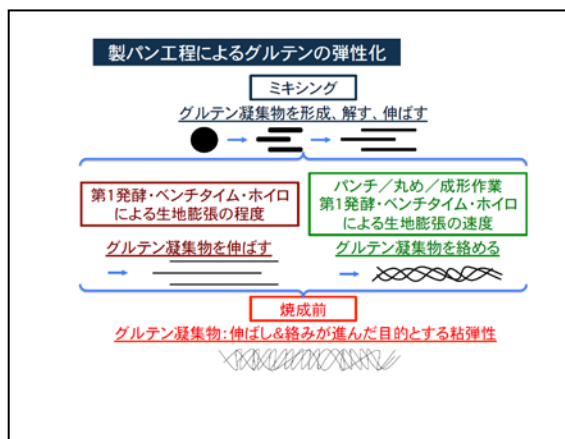 製パン工程によるグルテンの弾性化
ミキシング
グルテン凝集物を形成、解す、伸ばす
第1発酵・ベンチタイム・ホイロ
による生地膨張の程度
グルテン凝集物を伸ばす
パンチ／丸め／成形作業
第1発酵・ベンチタイム・ホイロ
による生地膨張の速度
グルテン凝集物を絡める
焼成前
グルテン凝集物：伸ばし&絡みが進んだ目的とする粘弾性